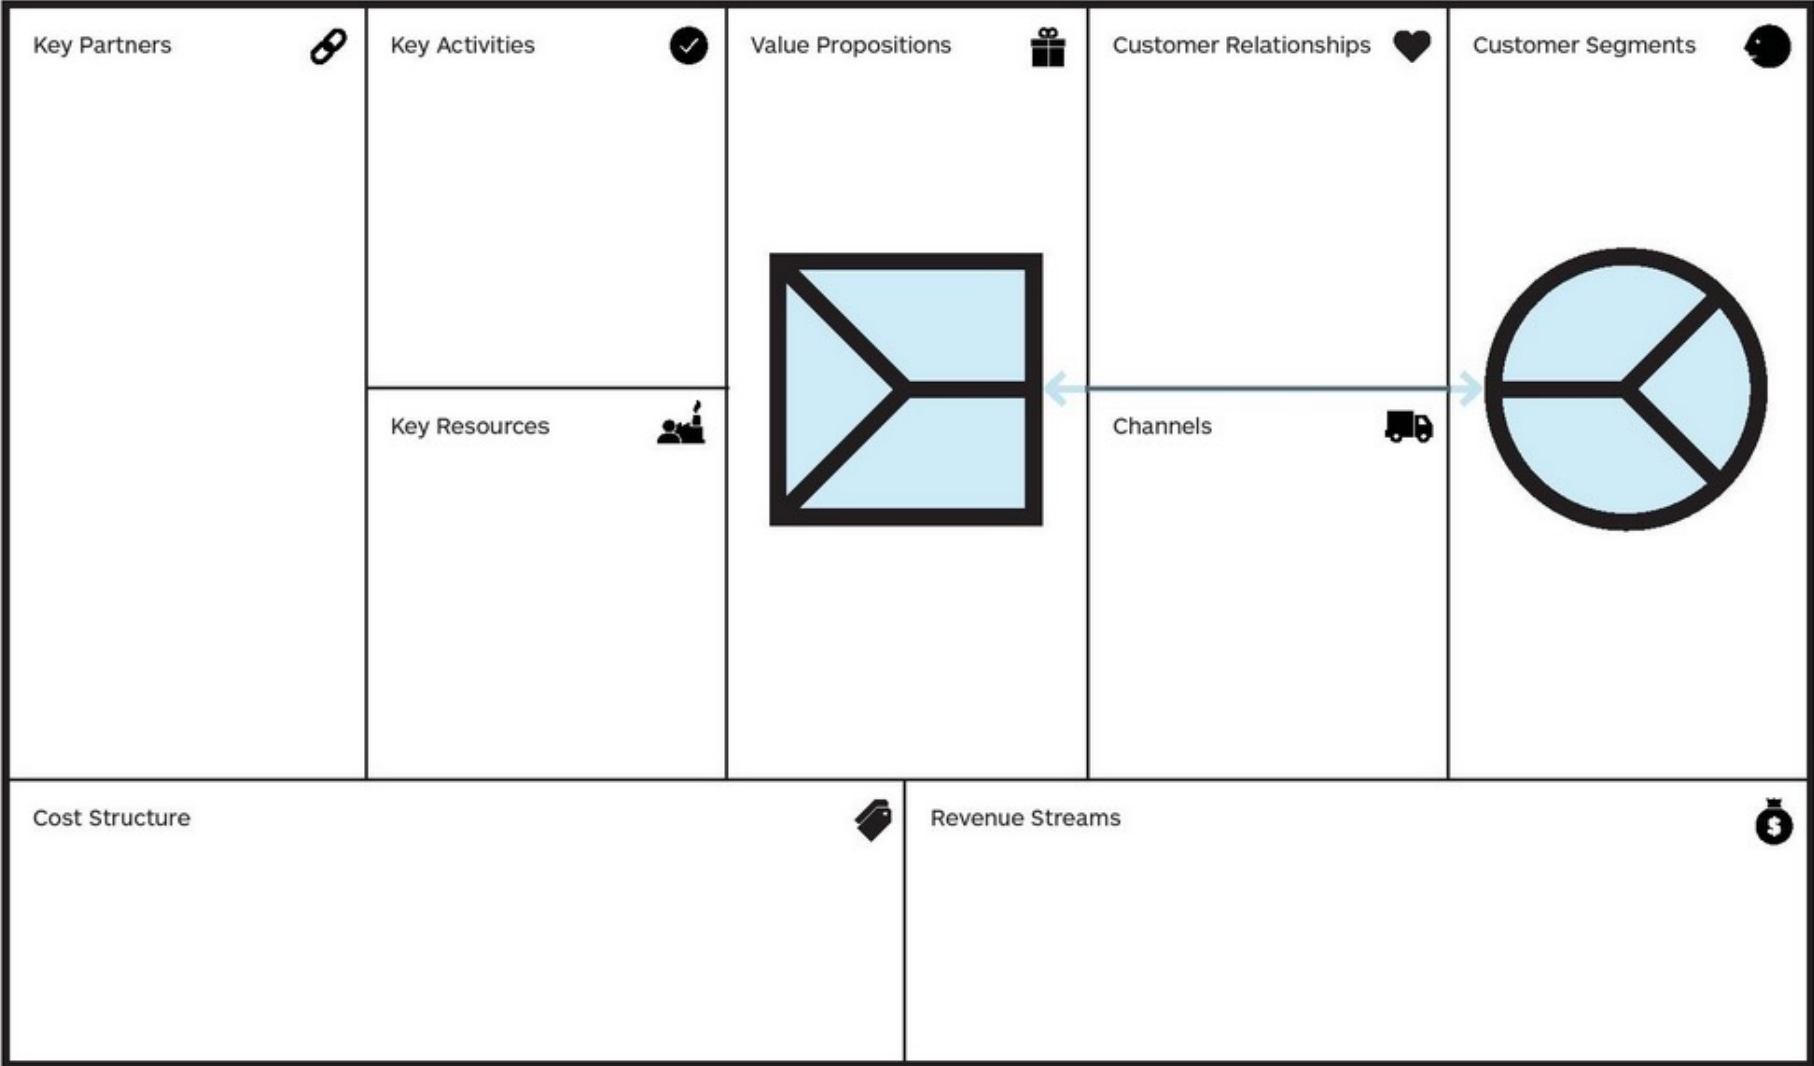 Key Partners
Key Activities
Value Propositions
Customer Relationships
Customer Segments
Key Resources
Channels
Cost Structure
Revenue Streams
$